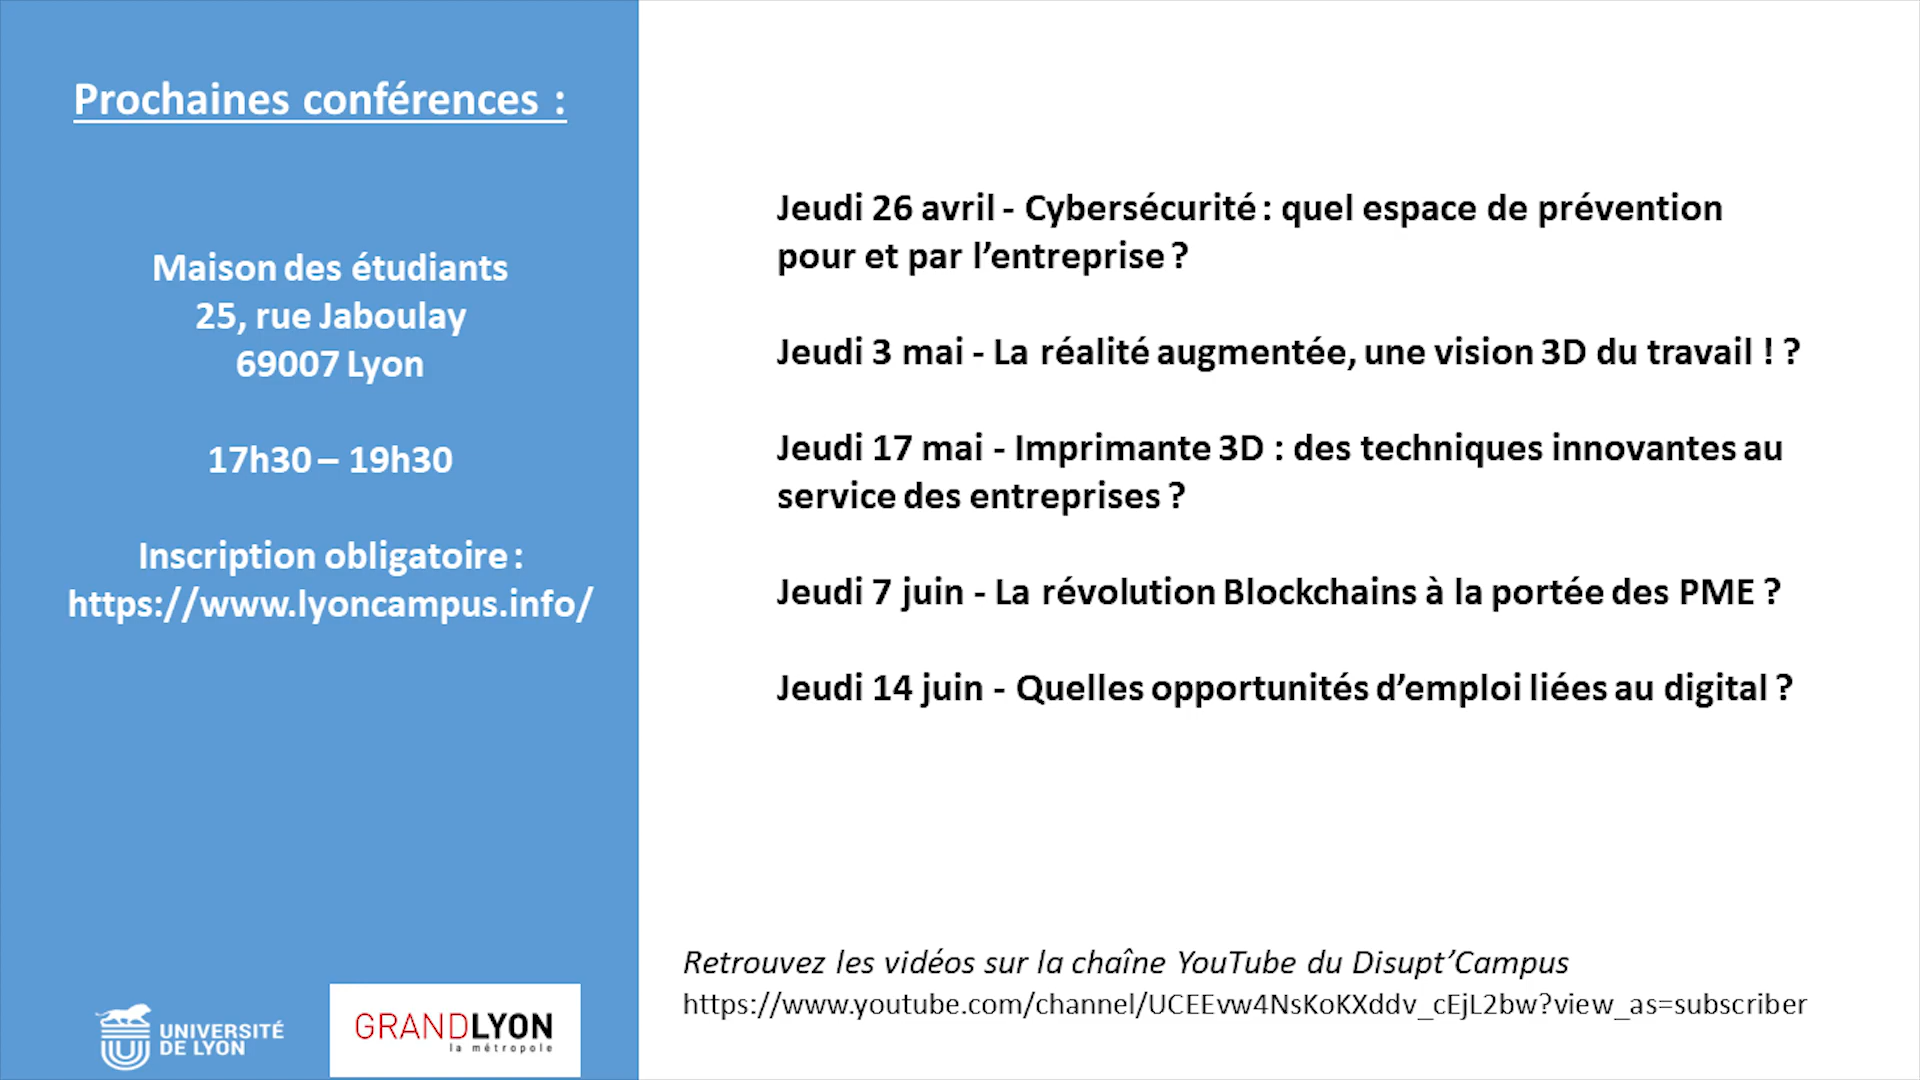 Prochaines conférences :
Maison des étudiants
25, rue Jaboulay
69007 Lyon
17h30 – 19h30
Inscription obligatoire :
https://www.lyoncampus.info/
UNIVERSITÉ
DE LYON
GRANDLYON
la métropole
Jeudi 26 avril - Cybersécurité : quel espace de prévention
pour et par l’entreprise ?
Jeudi 3 mai - La réalité augmentée, une vision 3D du travail ! ?
Jeudi 17 mai - Imprimante 3D : des techniques innovantes au
service des entreprises ?
Jeudi 7 juin - La révolution Blockchains à la portée des PME ?
Jeudi 14 juin - Quelles opportunités d’emploi liées au digital ?
Retrouvez les vidéos sur la chaîne YouTube du Disupt’Campus
https://www.youtube.com/channel/UCEEvw4NsKoKXddv_cEjL2bw?view_as=subscriber